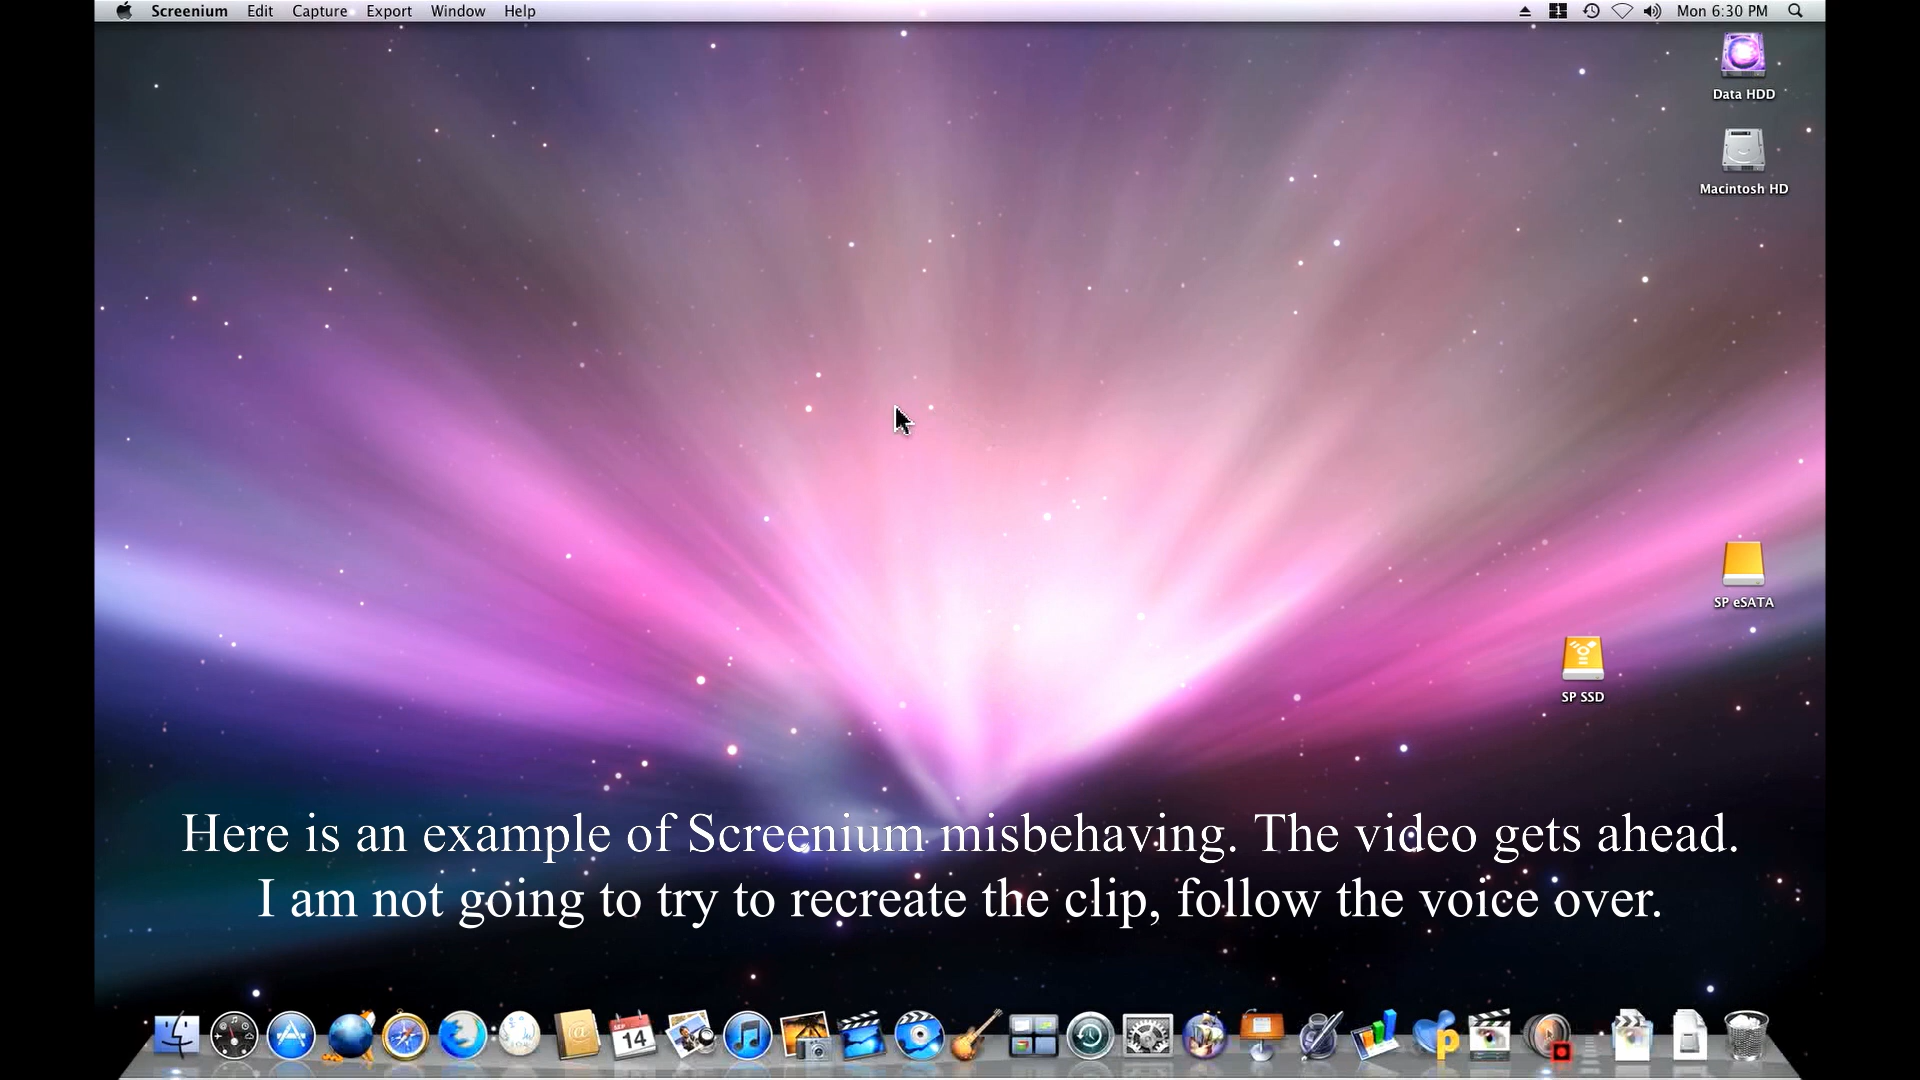 Screenium Edit Capture Export Window Help Mon 6:30 PM
Data HDD
Macintosh HD
SP eSATA
SP SSD
Here is an example of Screenium misbehaving. The video gets ahead.
I am not going to try to recreate the clip, follow the voice over.
SEP
14